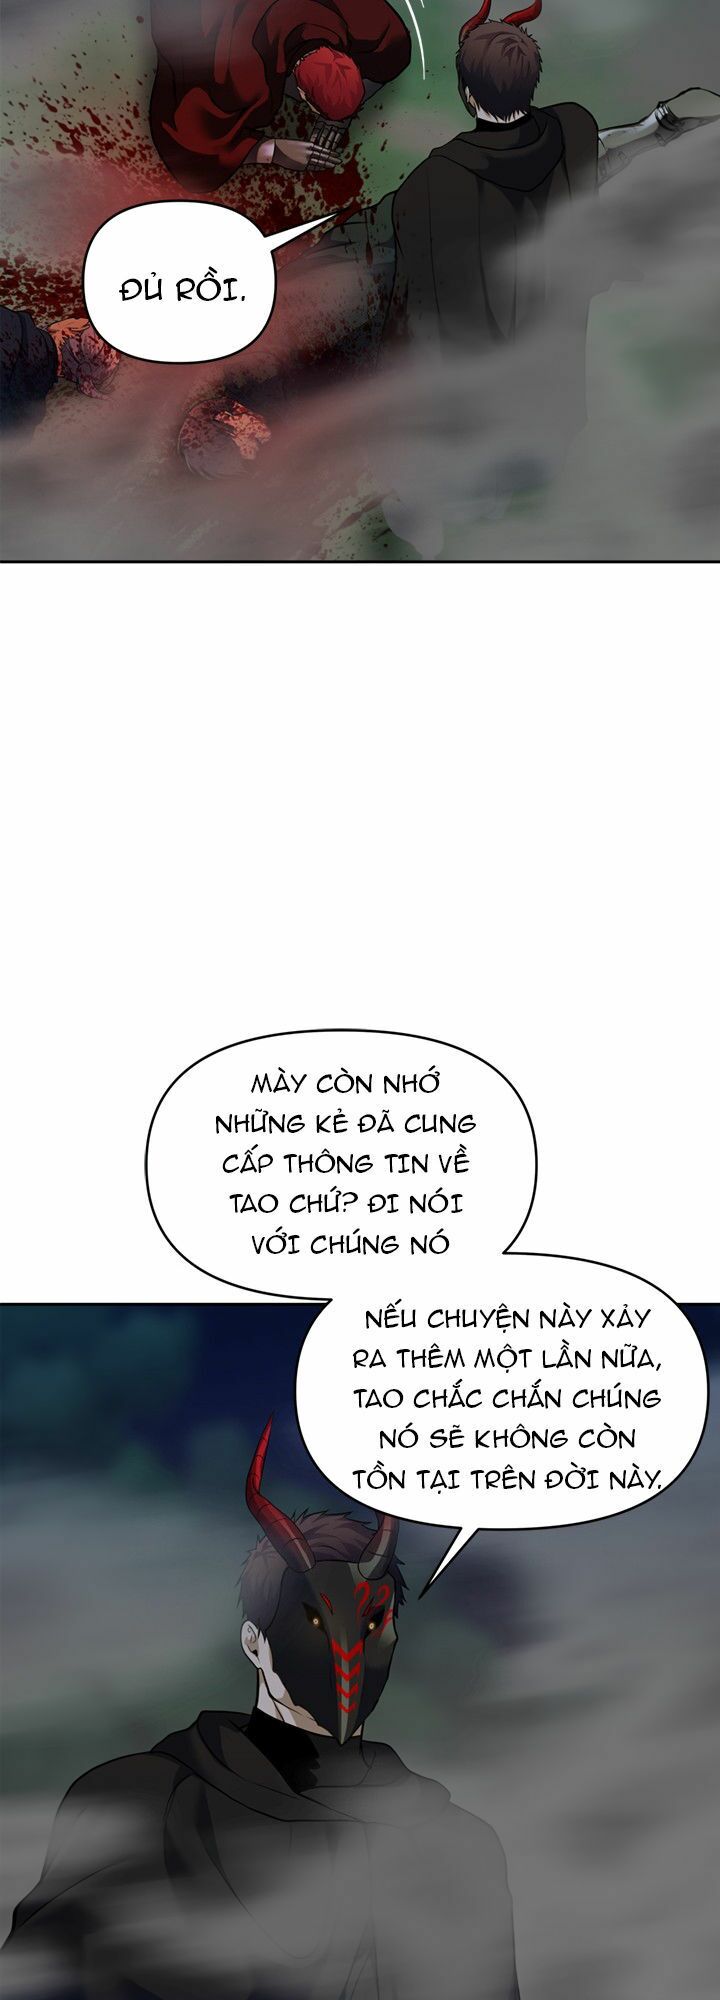 ĐỦ RỒI.
MÀY CÒN NHỚ
NHỮNG KẺ ĐÃ CUNG
CẤP THÔNG TIN VỀ
TAO CHỨ? ĐI NÓI
VỚI CHÚNG NÓ
NẾU CHUYỆN NÀY XẢY
RA THÊM MỘT LẦN NỮA,
TAO CHẮC CHẮN CHÚNG
NÓ SẼ KHÔNG CÒN
TỒN TẠI TRÊN ĐỜI NÀY.